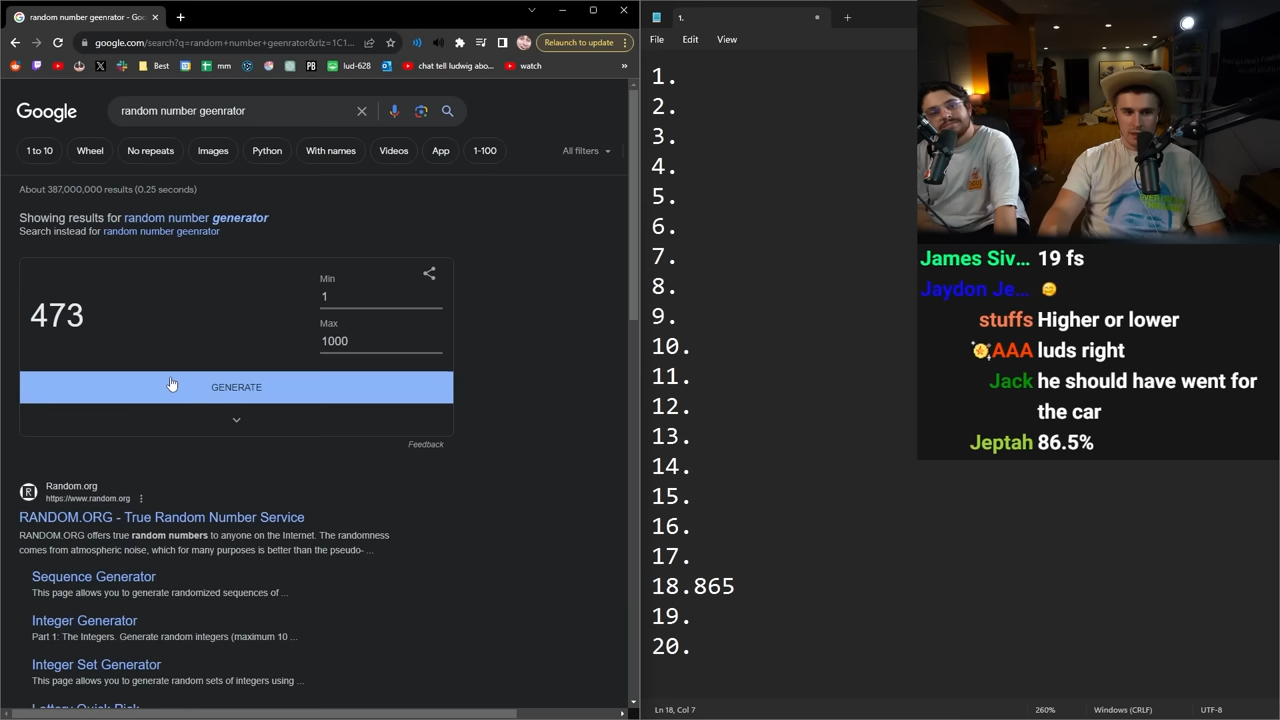 random number geenrator - Goo
google.com/search?q=random+number+geenrator&rlz=1C1...
Relaunch to update
Best
mm
PB
lud-628
chat tell ludwig abo...
watch
»
Google
random number geenrator
1 to 10
Wheel
No repeats
Images
Python
With names
Videos
App
1-100
All filters
About 387,000,000 results (0.25 seconds)
Showing results for random number generator
Search instead for random number geenrator
473
Min
1
Max
1000
GENERATE
Feedback
R
Random.org
https://www.random.org
RANDOM.ORG - True Random Number Service
RANDOM.ORG offers true random numbers to anyone on the Internet. The randomness
comes from atmospheric noise, which for many purposes is better than the pseudo- ...
Sequence Generator
This page allows you to generate randomized sequences of ...
Integer Generator
Part 1: The Integers. Generate random integers (maximum 10 ...
Integer Set Generator
This page allows you to generate random sets of integers using ...
Lottery Quick Pick
1.
File
Edit
View
1.
2.
3.
4.
5.
6.
7.
8.
9.
10.
11.
12.
13.
14.
15.
16.
17.
18.865
19.
20.
Ln 18, Col 7
260%
Windows (CRLF)
UTF-8
James Siv... 19 fs
Jaydon Je... 😊
stuffs Higher or lower
AAA luds right
Jack he should have went for
the car
Jeptah 86.5%